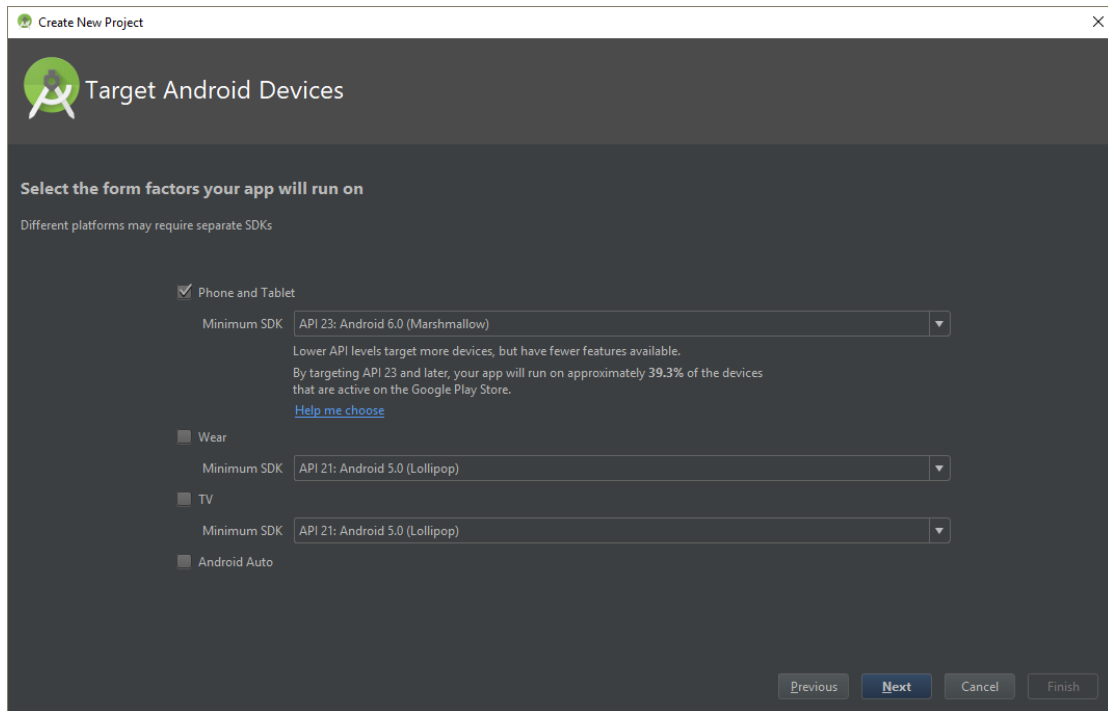 Create New Project
Target Android Devices
Select the form factors your app will run on
Different platforms may require separate SDKs
Phone and Tablet
Minimum SDK API 23: Android 6.0 (Marshmallow)
Lower API levels target more devices, but have fewer features available.
By targeting API 23 and later, your app will run on approximately 39.3% of the devices
that are active on the Google Play Store.
Help me choose
Wear
Minimum SDK API 21: Android 5.0 (Lollipop)
TV
Minimum SDK API 21: Android 5.0 (Lollipop)
Android Auto
Previous Next Cancel Finish